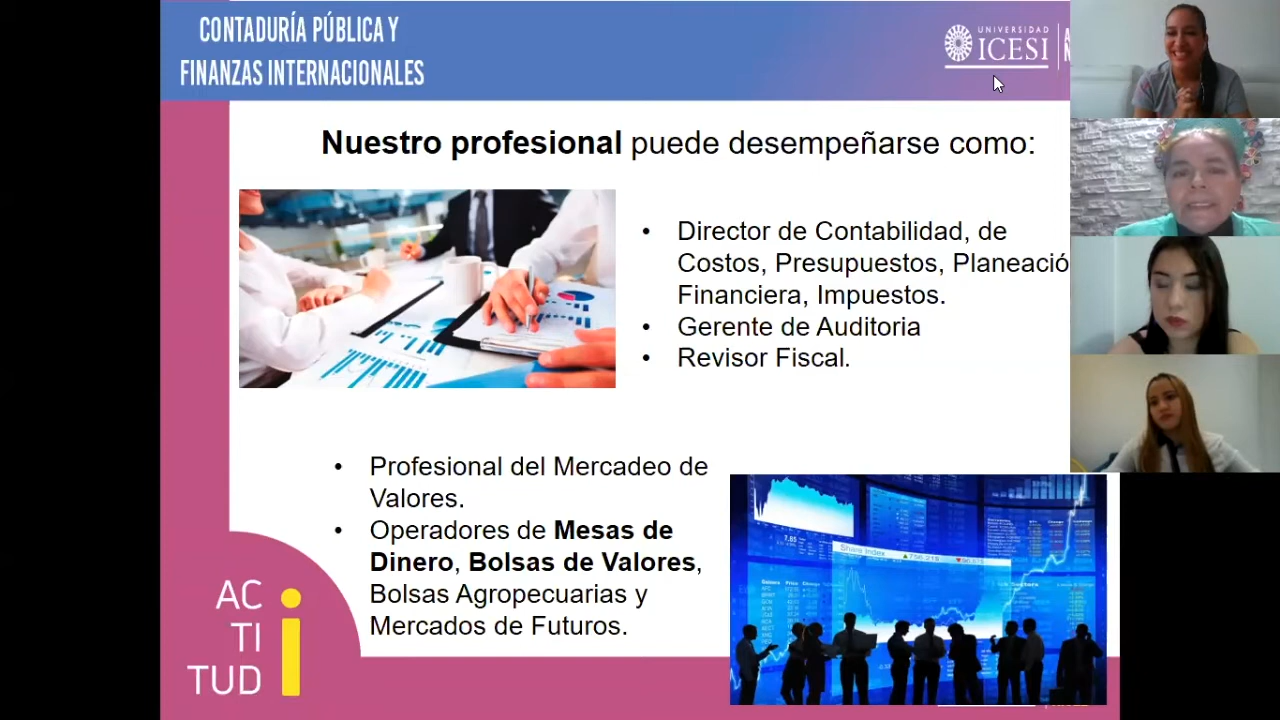 CONTADURÍA PÚBLICA Y
FINANZAS INTERNACIONALES
UNIVERSIDAD
ICESI
Nuestro profesional puede desempeñarse como:
• Director de Contabilidad, de
Costos, Presupuestos, Planeació
Financiera, Impuestos.
• Gerente de Auditoria
• Revisor Fiscal.
• Profesional del Mercadeo de
Valores.
• Operadores de Mesas de
Dinero, Bolsas de Valores,
Bolsas Agropecuarias y
Mercados de Futuros.
Share Index
AC
TI
TUD
i